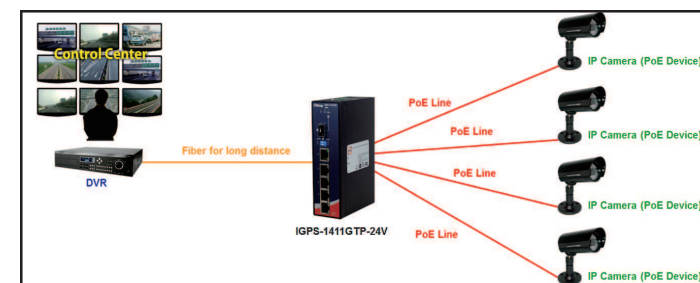 Control Center
IP Camera (PoE Device)
PoE Line
Fiber for long distance
PoE Line
IP Camera (PoE Device)
DVR
PoE Line
IP Camera (PoE Device)
IGPS-1411GTP-24V
PoE Line
IP Camera (PoE Device)